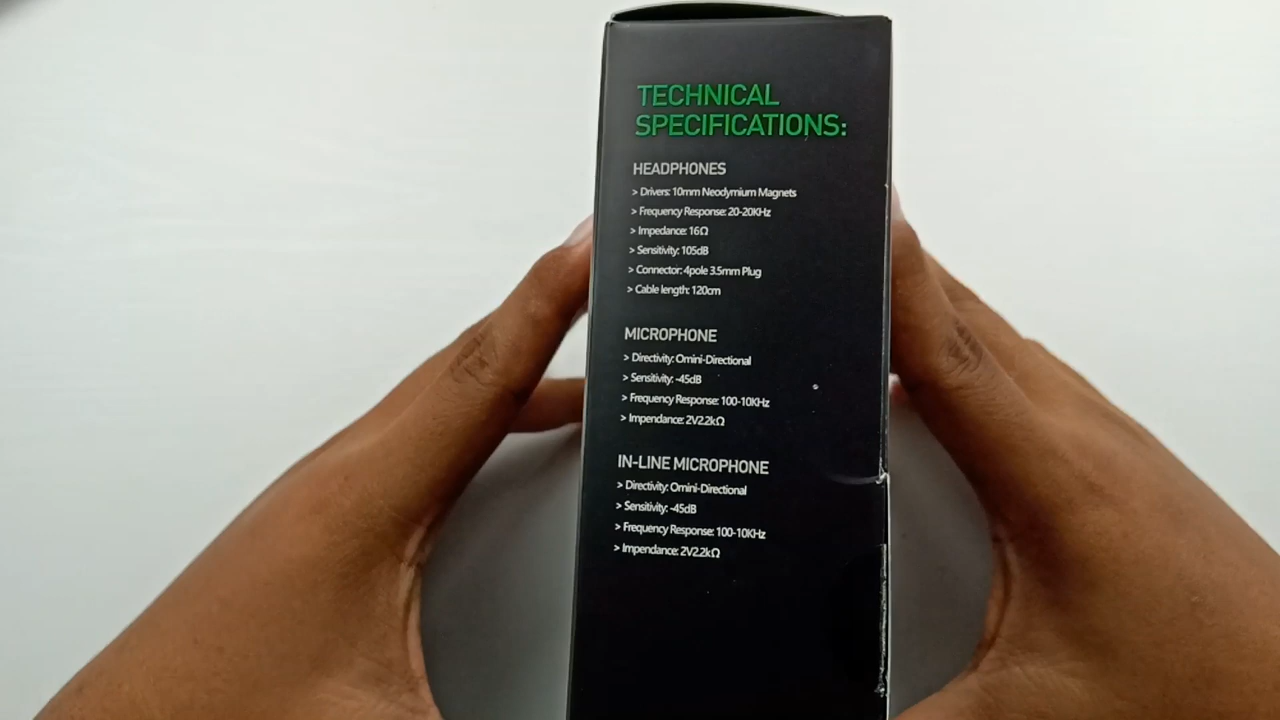 TECHNICAL
SPECIFICATIONS:
HEADPHONES
> Drivers: 10mm Neodymium Magnets
> Frequency Response: 20-20KHz
> Impedance: 16Ω
> Sensitivity: 105dB
> Connector: 4pole 3.5mm Plug
> Cable length: 120cm
MICROPHONE
> Directivity: Omini-Directional
> Sensitivity: -45dB
> Frequency Response: 100-10KHz
> Impendance: 2V2.2kΩ
IN-LINE MICROPHONE
> Directivity: Omini-Directional
> Sensitivity: -45dB
> Frequency Response: 100-10KHz
> Impendance: 2V2.2kΩ